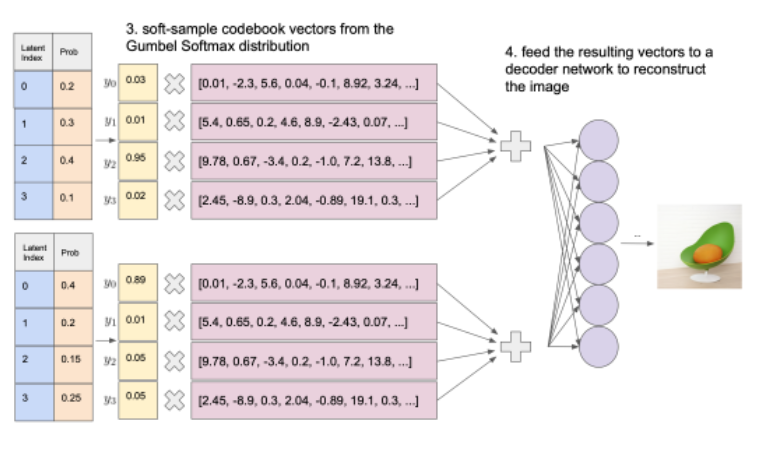 3. soft-sample codebook vectors from the
Gumbel Softmax distribution
4. feed the resulting vectors to a
decoder network to reconstruct
the image
Latent
Index
Prob
0 0.2
1 0.3
2 0.4
3 0.1
y0 0.03 [0.01, -2.3, 5.6, 0.04, -0.1, 8.92, 3.24, ...]
y1 0.01 [5.4, 0.65, 0.2, 4.6, 8.9, -2.43, 0.07, ...]
y2 0.95 [9.78, 0.67, -3.4, 0.2, -1.0, 7.2, 13.8, ...]
y3 0.02 [2.45, -8.9, 0.3, 2.04, -0.89, 19.1, 0.3, ...]
...
Latent
Index
Prob
0 0.4
1 0.2
2 0.15
3 0.25
y0 0.89 [0.01, -2.3, 5.6, 0.04, -0.1, 8.92, 3.24, ...]
y1 0.01 [5.4, 0.65, 0.2, 4.6, 8.9, -2.43, 0.07, ...]
y2 0.05 [9.78, 0.67, -3.4, 0.2, -1.0, 7.2, 13.8, ...]
y3 0.05 [2.45, -8.9, 0.3, 2.04, -0.89, 19.1, 0.3, ...]